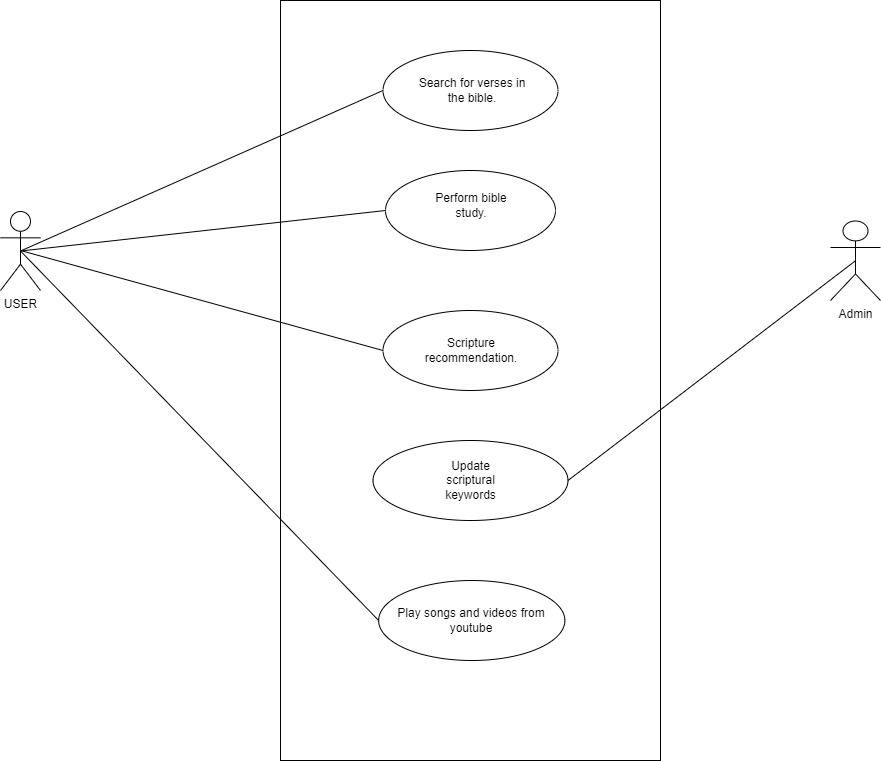 Search for verses in
the bible.
Perform bible
study.
USER
Admin
Scripture
recommendation.
Update
scriptural
keywords
Play songs and videos from
youtube